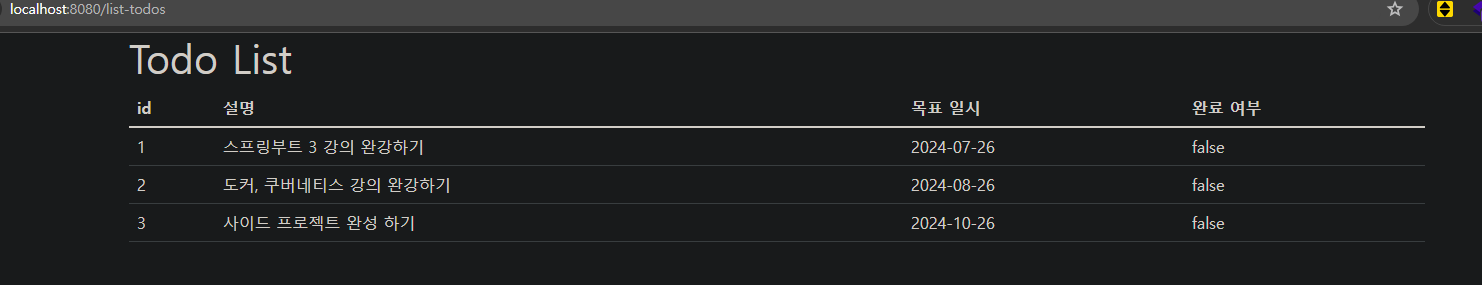 localhost:8080/list-todos
Todo List
id 설명 목표 일시 완료 여부
1 스프링부트 3 강의 완강하기 2024-07-26 false
2 도커, 쿠버네티스 강의 완강하기 2024-08-26 false
3 사이드 프로젝트 완성 하기 2024-10-26 false